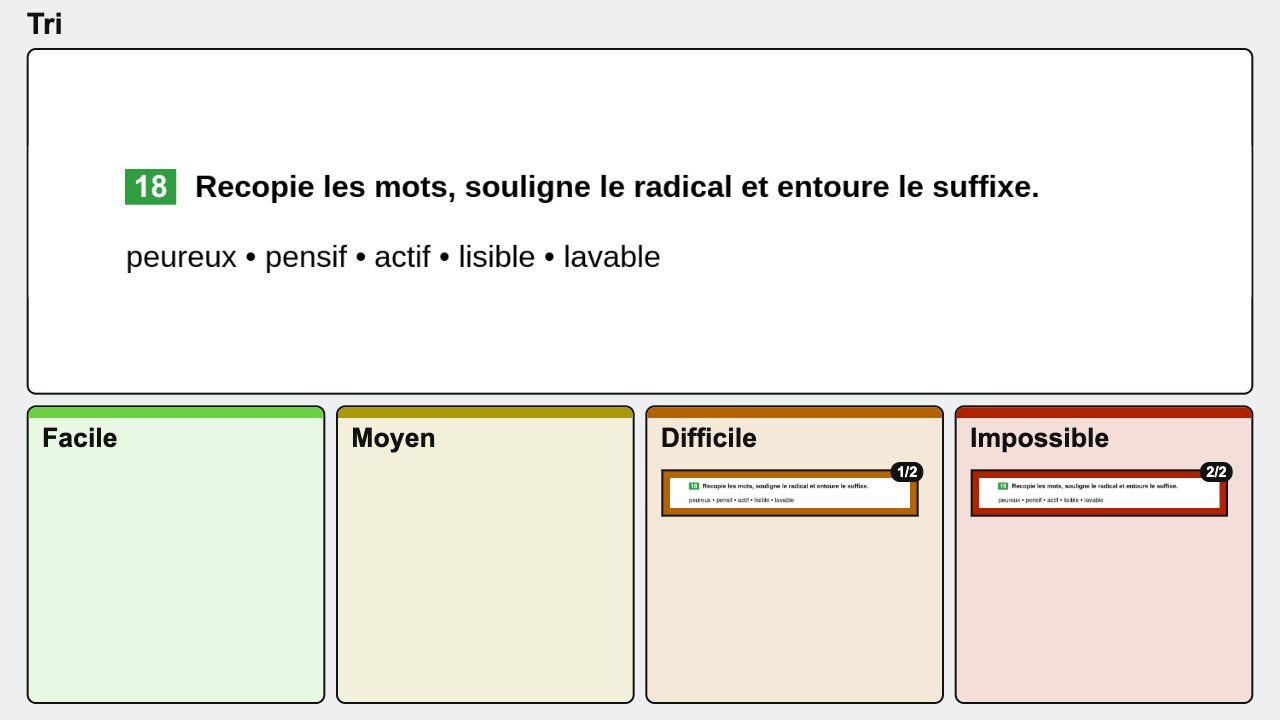 Tri
18 Recopie les mots, souligne le radical et entoure le suffixe.
peureux • pensif • actif • lisible • lavable
Facile
Moyen
Difficile
1/2
18 Recopie les mots, souligne le radical et entoure le suffixe.
peureux • pensif • actif • lisible • lavable
Impossible
2/2
18 Recopie les mots, souligne le radical et entoure le suffixe.
peureux • pensif • actif • lisible • lavable